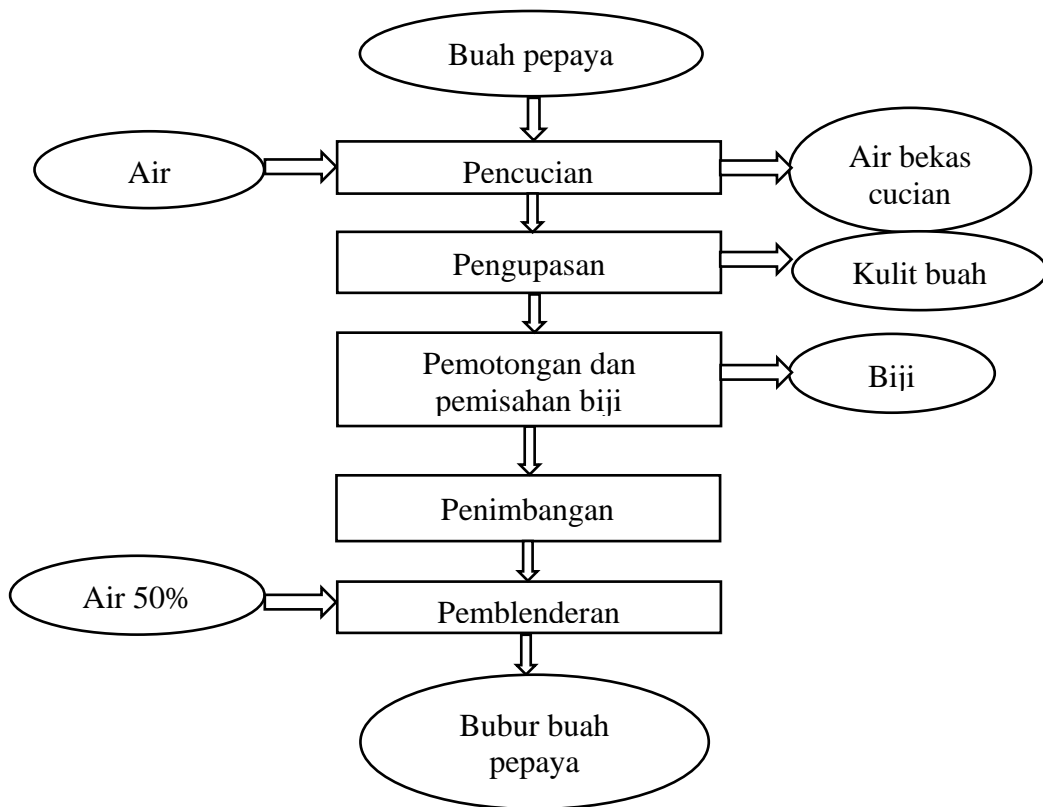 Buah pepaya
Air
Pencucian
Air bekas
cucian
Pengupasan
Kulit buah
Pemotongan dan
pemisahan biji
Biji
Penimbangan
Air 50%
Pemblenderan
Bubur buah
pepaya